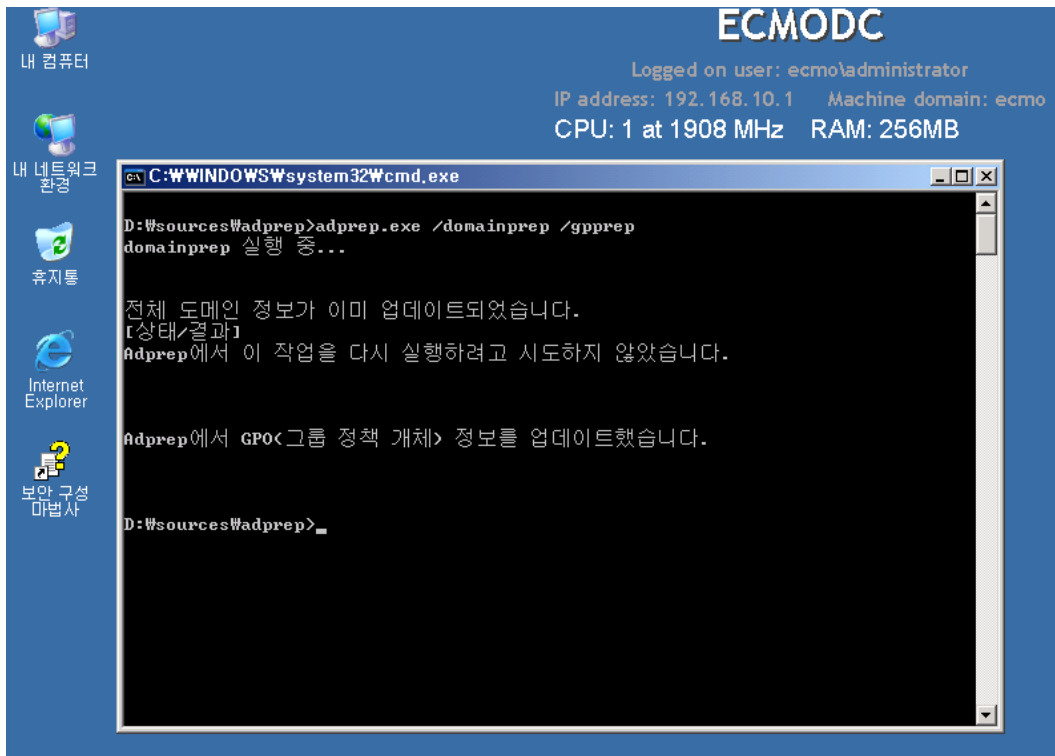 ECMODC
Logged on user: ecmo\administrator
IP address: 192.168.10.1 Machine domain: ecmo
CPU: 1 at 1908 MHz RAM: 256MB
내 컴퓨터
내 네트워크
환경
휴지통
Internet
Explorer
보안 구성
마법사
C:₩WINDOWS₩system32₩cmd.exe
D:₩sources₩adprep>adprep.exe /domainprep /gpprep
domainprep 실행 중...
전체 도메인 정보가 이미 업데이트되었습니다.
[상태/결과]
Adprep에서 이 작업을 다시 실행하려고 시도하지 않았습니다.
Adprep에서 GPO<그룹 정책 개체> 정보를 업데이트했습니다.
D:₩sources₩adprep>_